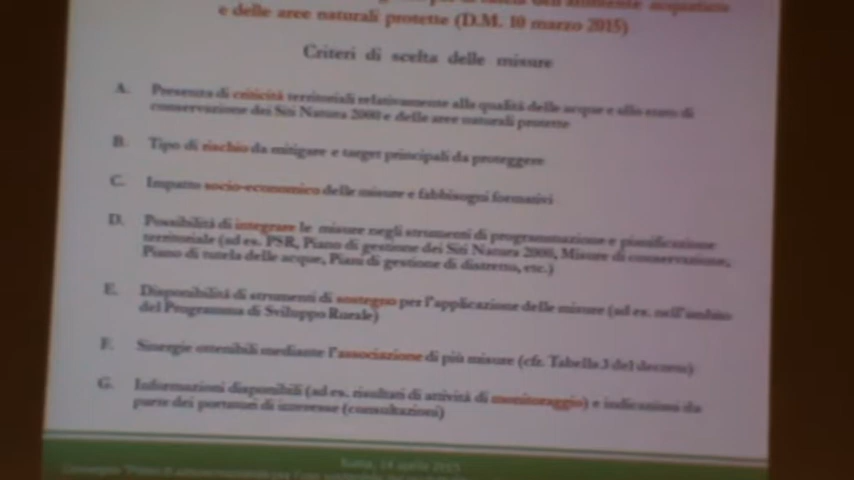 dell'ambiente acquatico
e delle aree naturali protette (D.M. 10 marzo 2015)
Criteri di scelta delle misure
A. Presenza di criticità territoriali relativamente alla qualità delle acque e allo stato di
conservazione dei Siti Natura 2000 e delle aree naturali protette
B. Tipo di rischio da mitigare e target principali da proteggere
C. Impatto socio-economico delle misure e fabbisogni formativi
D. Possibilità di integrare le misure negli strumenti di programmazione e pianificazione
territoriale (ad es. PSR, Piano di gestione dei Siti Natura 2000, Misure di conservazione,
Piano di tutela delle acque, Piani di gestione di distretto, etc.)
E. Disponibilità di strumenti di sostegno per l'applicazione delle misure (ad es. nell'ambito
del Programma di Sviluppo Rurale)
F. Sinergie ottenibili mediante l'associazione di più misure (cfr. Tabella 3 del decreto)
G. Informazioni disponibili (ad es. risultati di attività di monitoraggio) e indicazioni da
parte dei portatori di interesse (consultazioni)
Roma, 14 aprile 2015